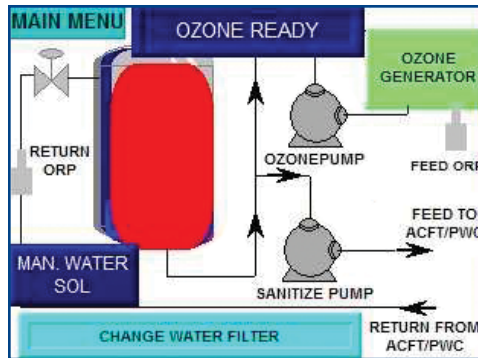 MAIN MENU
OZONE READY
OZONE
GENERATOR
RETURN
ORP
OZONEPUMP
FEED ORP
FEED TO
ACFT/PWC
MAN. WATER
SOL
SANITIZE PUMP
CHANGE WATER FILTER
RETURN FROM
ACFT/PWC